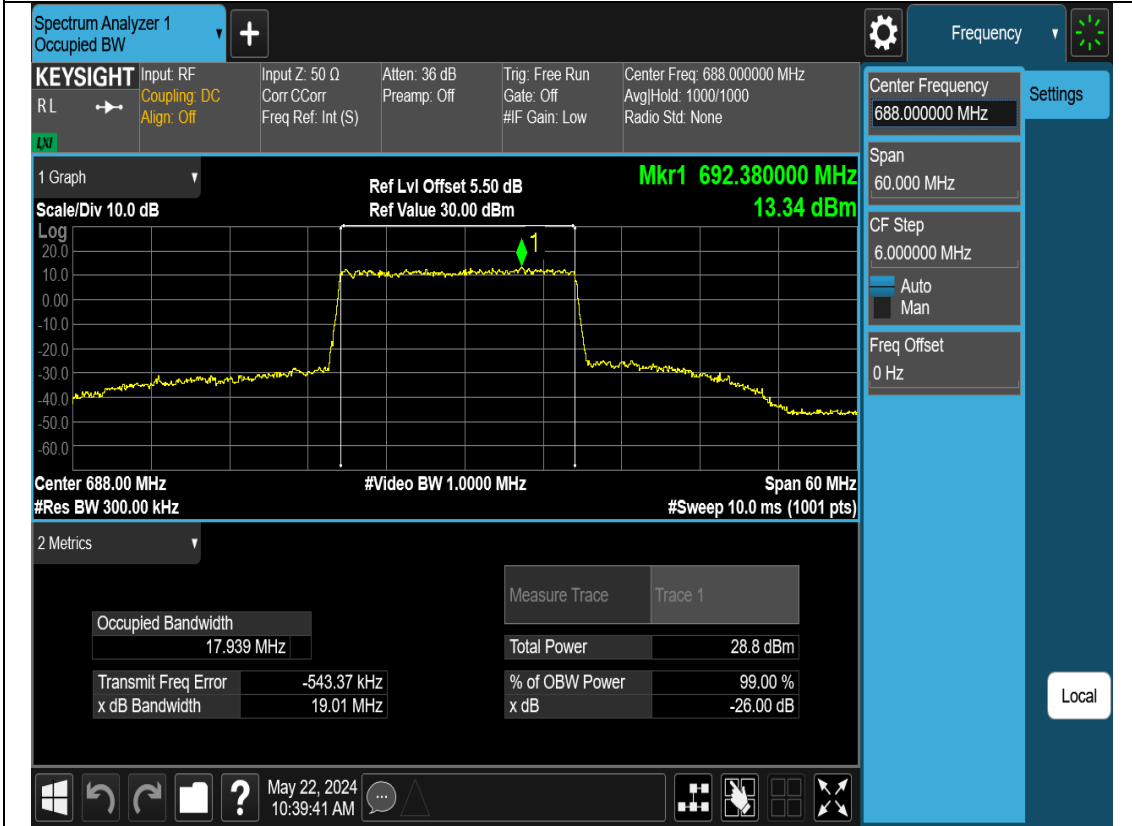 Spectrum Analyzer 1
Occupied BW
+
Frequency
KEYSIGHT
R L
LXI
Input: RF
Coupling: DC
Align: Off
Input Z: 50 Ω
Corr CCorr
Freq Ref: Int (S)
Atten: 36 dB
Preamp: Off
Trig: Free Run
Gate: Off
#IF Gain: Low
Center Freq: 688.000000 MHz
Avg|Hold: 1000/1000
Radio Std: None
Center Frequency
688.000000 MHz
Settings
Span
60.000 MHz
CF Step
6.000000 MHz
Auto
Man
Freq Offset
0 Hz
Local
1 Graph
Ref Lvl Offset 5.50 dB
Mkr1 692.380000 MHz
Scale/Div 10.0 dB
Ref Value 30.00 dBm
13.34 dBm
Log
1
20.0
10.0
0.00
-10.0
-20.0
-30.0
-40.0
-50.0
-60.0
Center 688.00 MHz
#Video BW 1.0000 MHz
Span 60 MHz
#Res BW 300.00 kHz
#Sweep 10.0 ms (1001 pts)
2 Metrics
Measure Trace
Trace 1
Occupied Bandwidth
17.939 MHz
Total Power
28.8 dBm
Transmit Freq Error
-543.37 kHz
% of OBW Power
99.00 %
x dB Bandwidth
19.01 MHz
x dB
-26.00 dB
?
May 22, 2024
10:39:41 AM